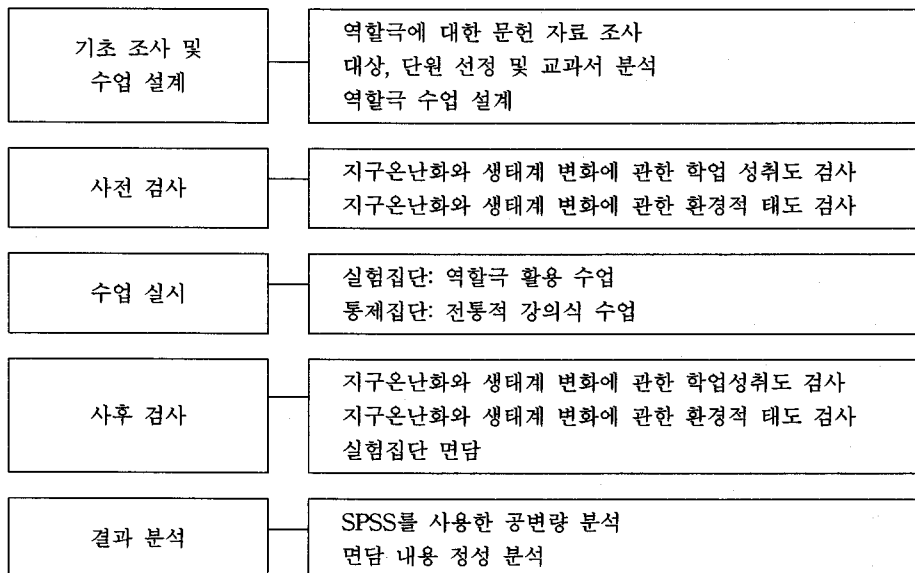 기초 조사 및
수업 설계
역할극에 대한 문헌 자료 조사
대상, 단원 선정 및 교과서 분석
역할극 수업 설계
사전 검사
지구온난화와 생태계 변화에 관한 학업 성취도 검사
지구온난화와 생태계 변화에 관한 환경적 태도 검사
수업 실시
실험집단: 역할극 활용 수업
통제집단: 전통적 강의식 수업
사후 검사
지구온난화와 생태계 변화에 관한 학업성취도 검사
지구온난화와 생태계 변화에 관한 환경적 태도 검사
실험집단 면담
결과 분석
SPSS를 사용한 공변량 분석
면담 내용 정성 분석